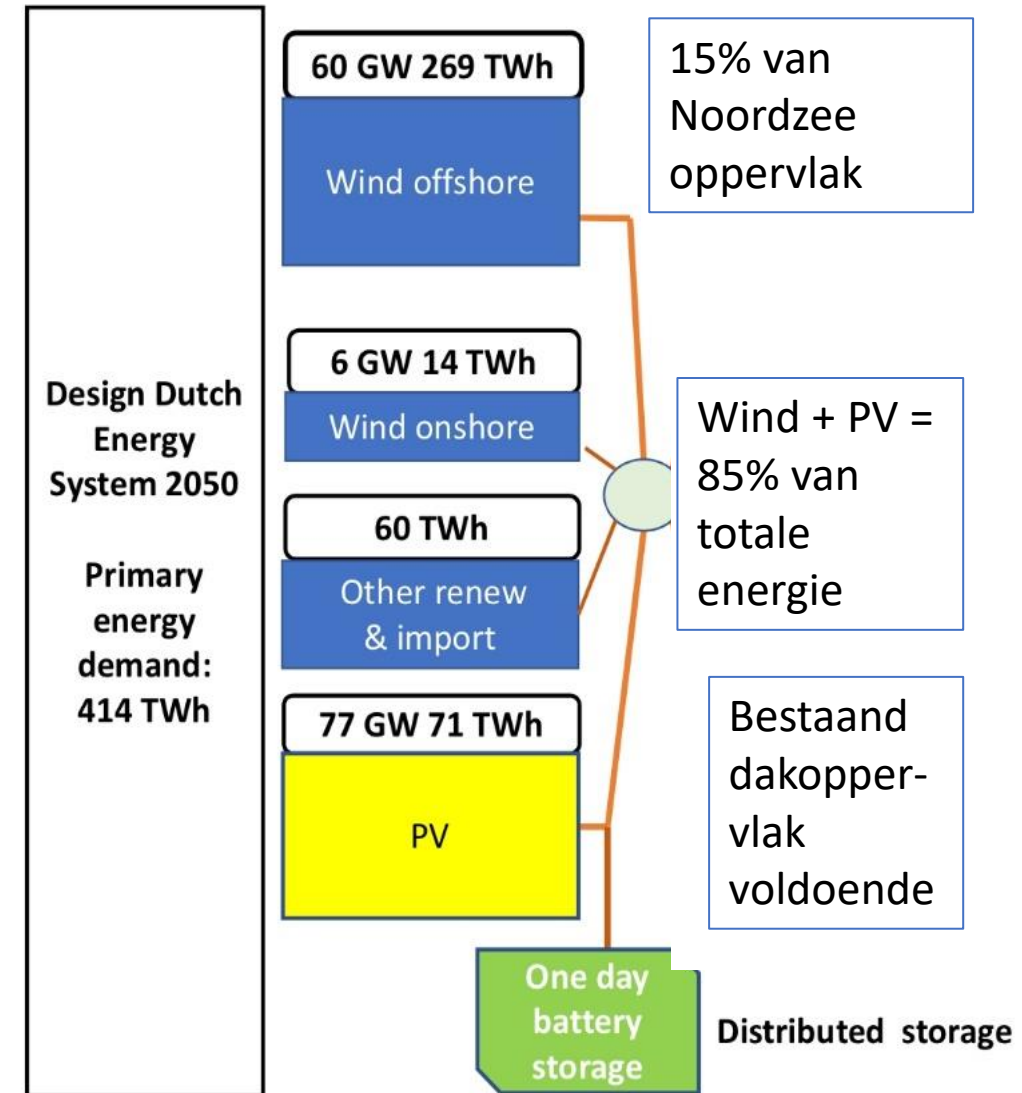 Design Dutch
Energy
System 2050
Primary
energy
demand:
414 TWh
60 GW 269 TWh
Wind offshore
6 GW 14 TWh
Wind onshore
60 TWh
Other renew
& import
77 GW 71 TWh
PV
One day
battery
storage
Distributed storage
15% van
Noordzee
oppervlak
Wind + PV =
85% van
totale
energie
Bestaand
dakopper-
vlak
voldoende